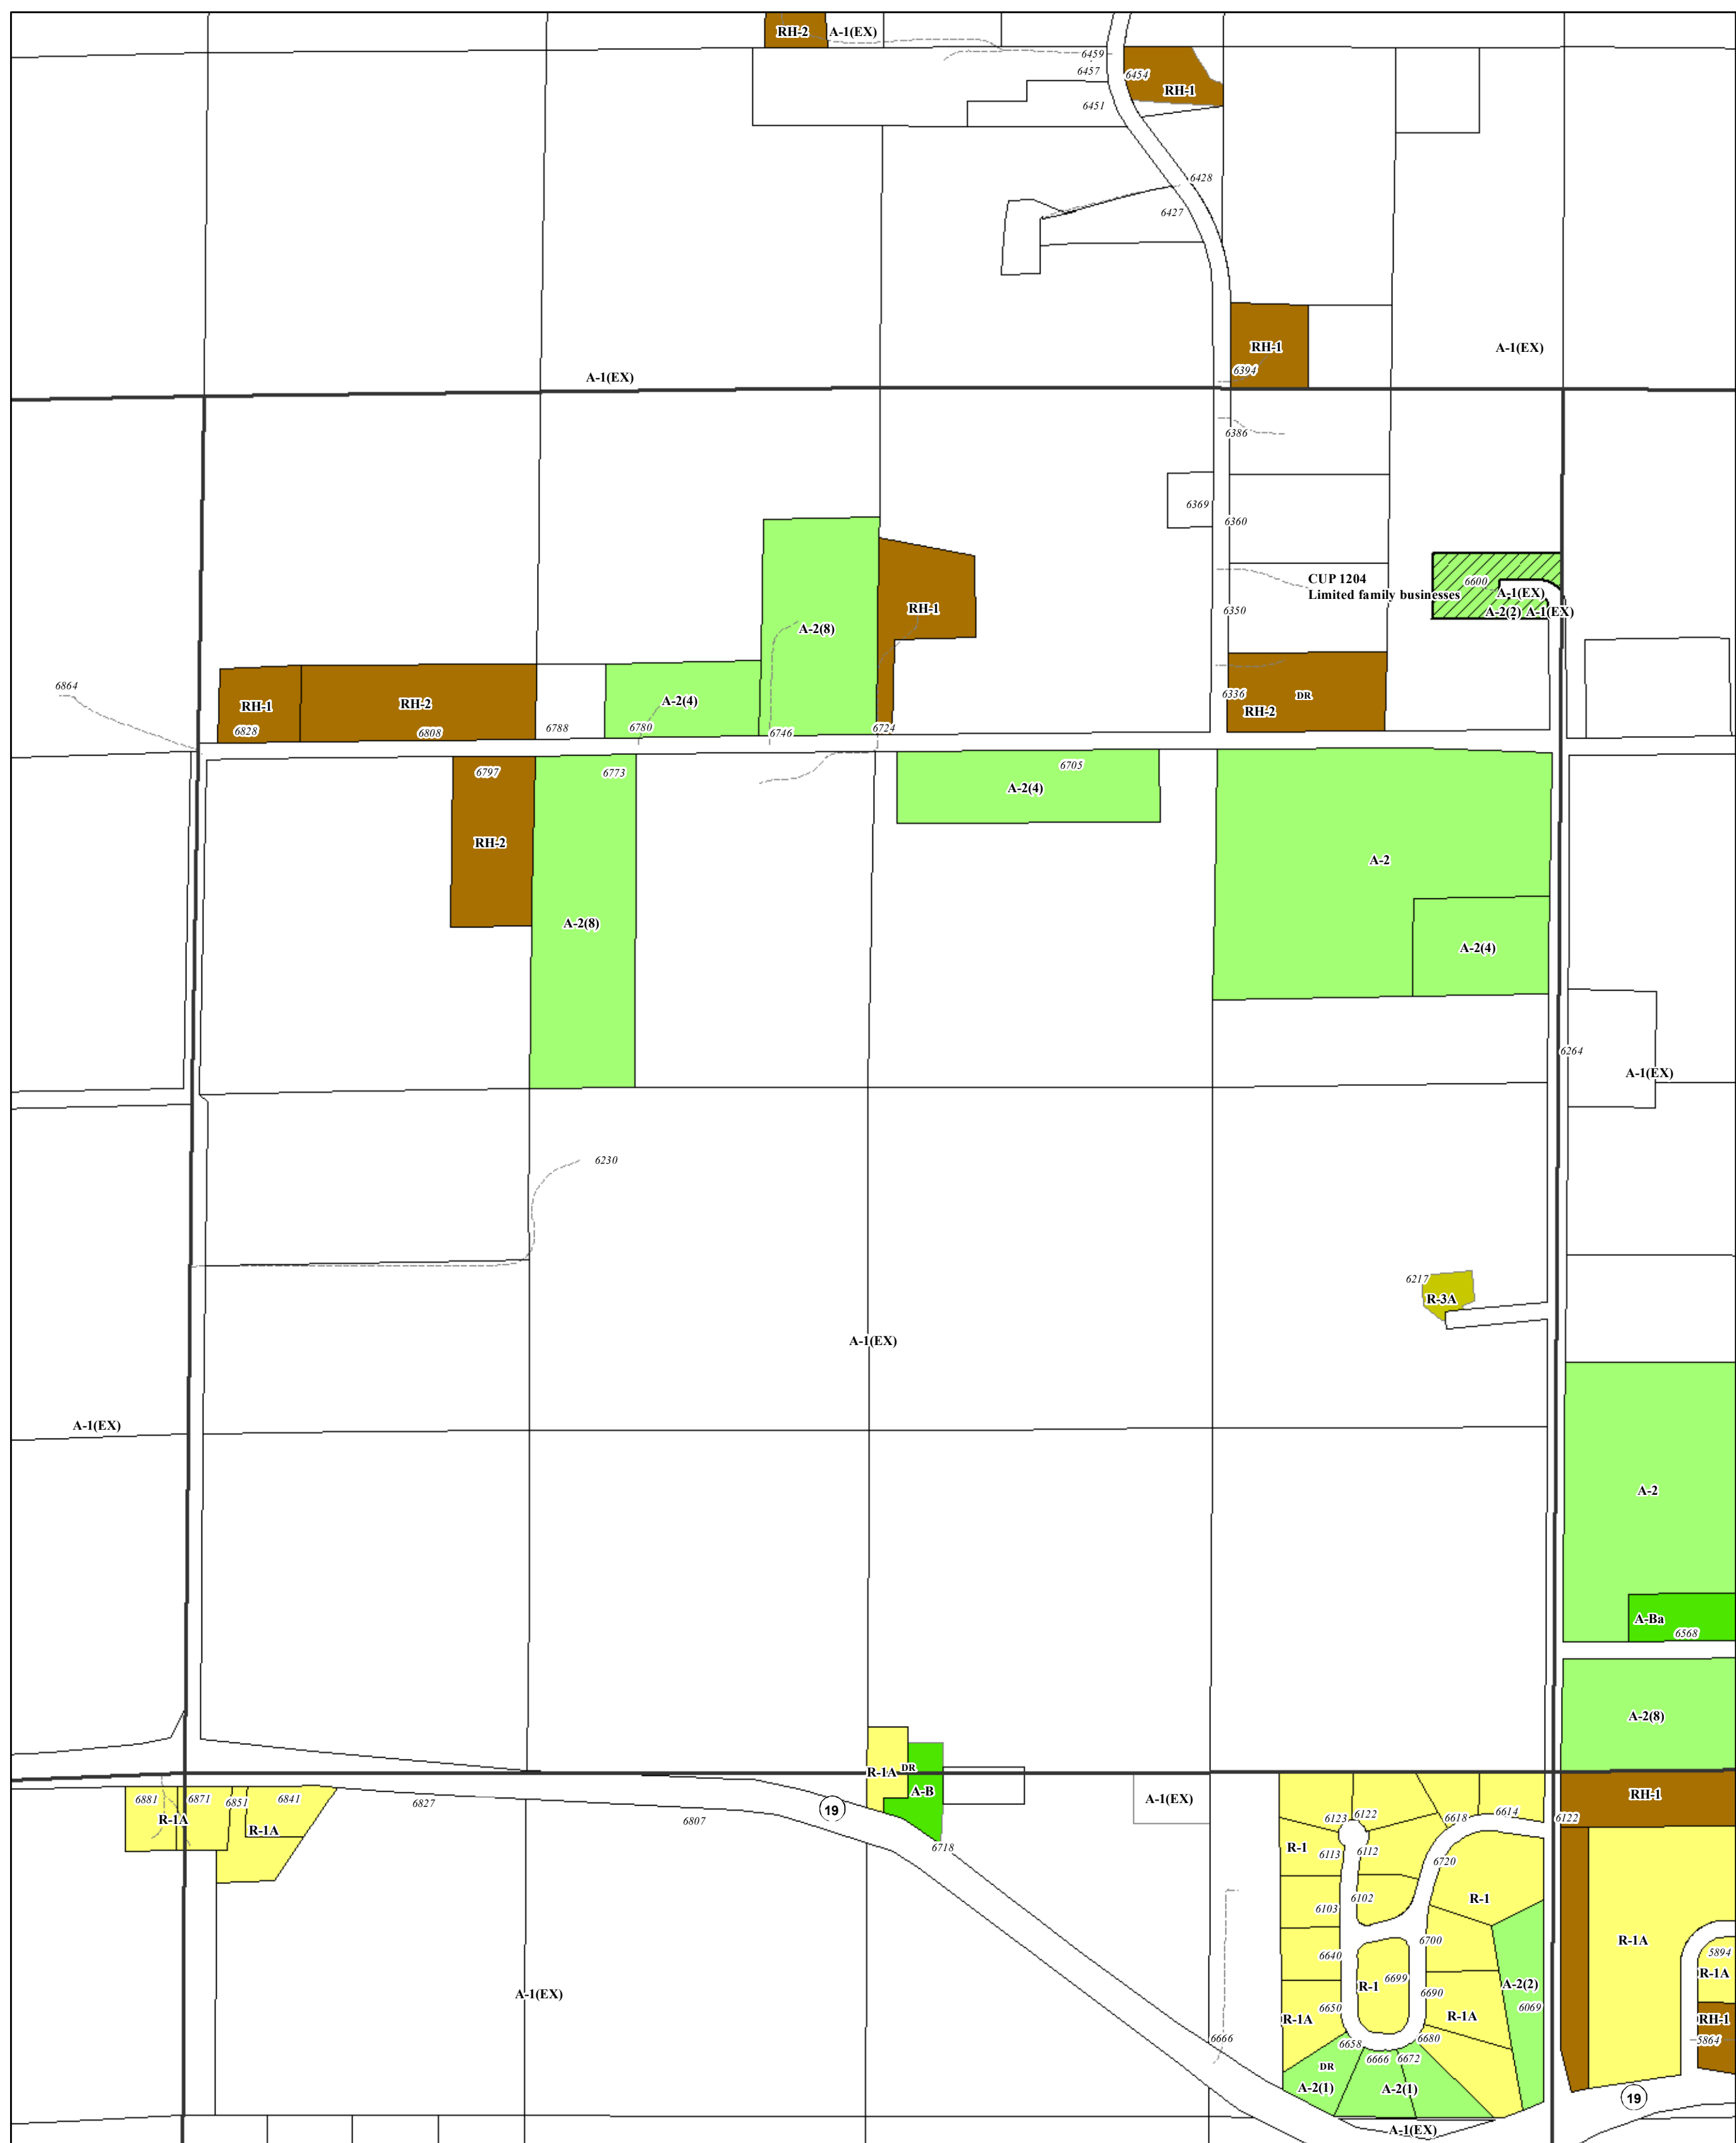 RH-2
A-1(EX)
6459
6457
6454
RH-1
6451
6428
6427
A-1(EX)
RH-1
6394
A-1(EX)
6386
6369
6360
CUP 1204
Limited family businesses
6600
A-1(EX)
A-2(2)
A-1(EX)
6350
RH-1
A-2(8)
6864
RH-1
RH-2
A-2(4)
6336
DR
RH-2
6828
6808
6788
6780
6746
6724
6797
6773
6705
A-2(4)
RH-2
A-2
A-2(8)
A-2(4)
6264
A-1(EX)
6230
6217
R-3A
A-1(EX)
A-1(EX)
A-2
A-Ba
6568
A-2(8)
R-1A
DR
A-B
A-1(EX)
RH-1
6881
6871
6851
6841
R-1A
R-1A
6827
6807
19
6718
6123
6122
6618
6614
6122
R-1
6113
6112
6720
6102
6103
R-1
6640
6700
R-1A
5894
R-1
6699
6690
A-2(2)
R-1A
A-1(EX)
6650
R-1A
R-1A
6069
RH-1
6666
6658
6666
6672
6680
5864
DR
A-2(1)
A-2(1)
19
A-1(EX)